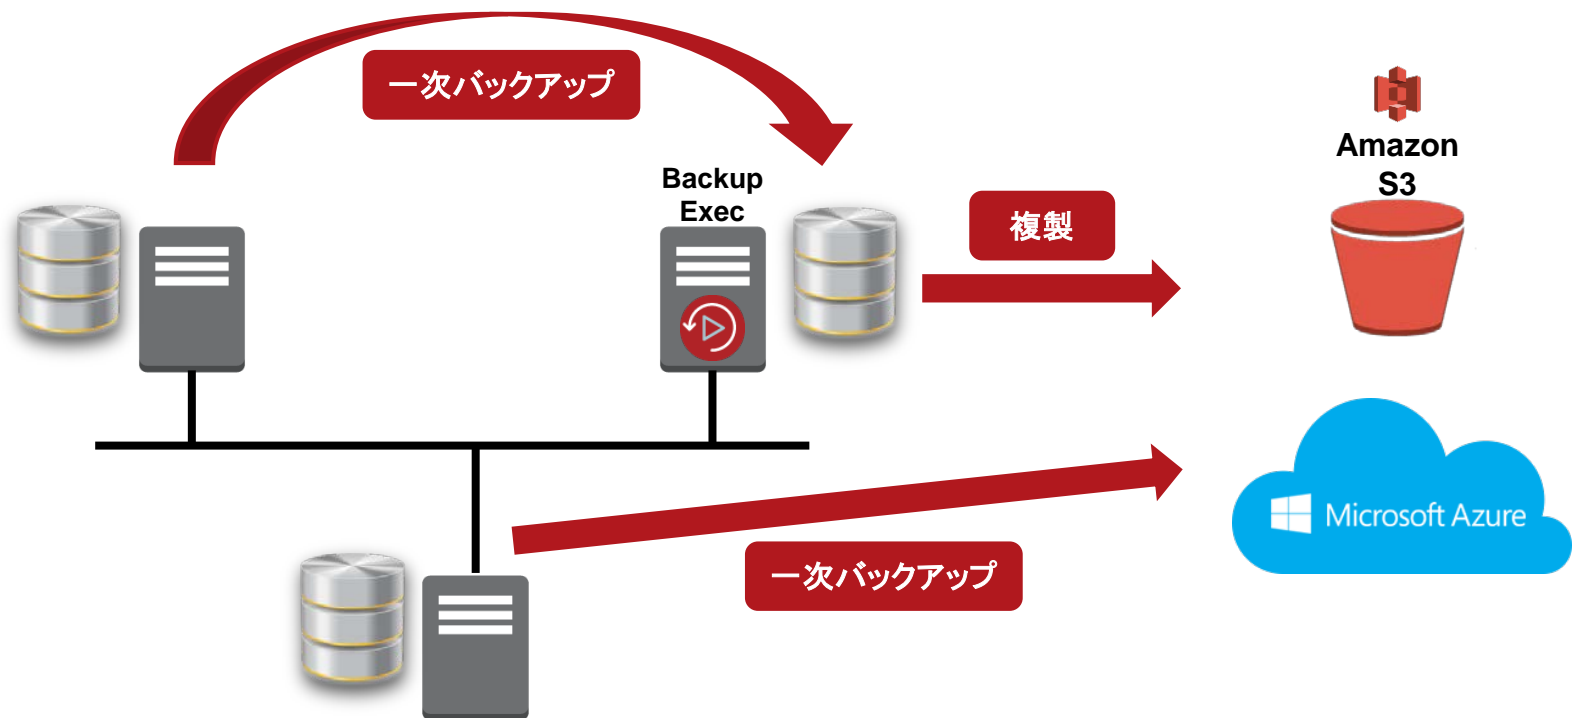 一次バックアップ
Amazon
S3
Backup
Exec
複製
Microsoft Azure
一次バックアップ